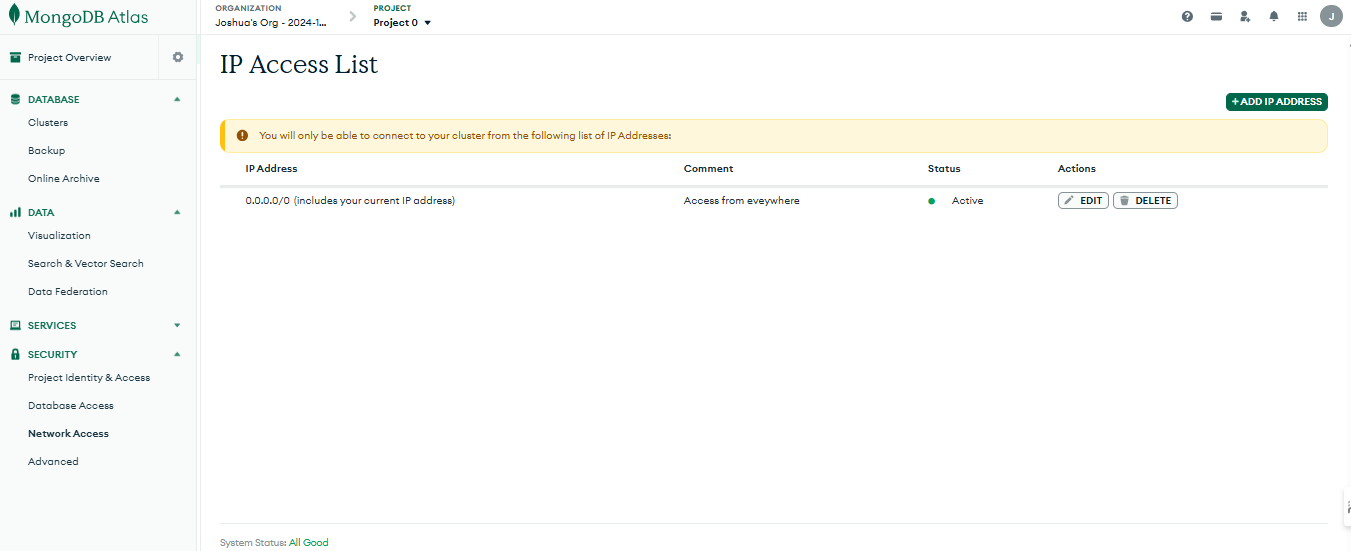 MongoDB Atlas
ORGANIZATION
Joshua's Org - 2024-1...
PROJECT
Project 0
J
Project Overview
DATABASE
Clusters
Backup
Online Archive
DATA
Visualization
Search & Vector Search
Data Federation
SERVICES
SECURITY
Project Identity & Access
Database Access
Network Access
Advanced
IP Access List
+ ADD IP ADDRESS
You will only be able to connect to your cluster from the following list of IP Addresses:
IP Address Comment Status Actions
0.0.0.0/0 (includes your current IP address) Access from eveywhere Active EDIT DELETE
System Status: All Good